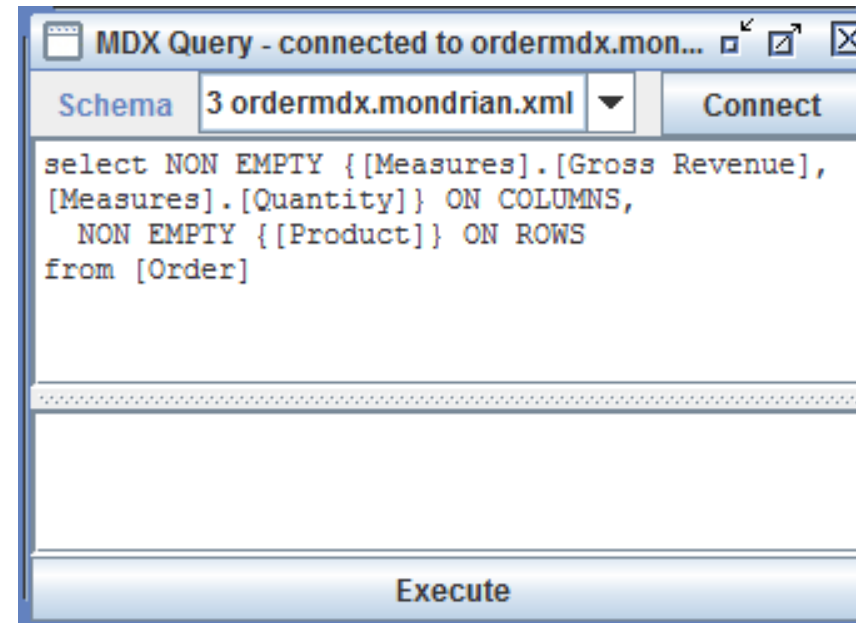 MDX Query - connected to ordermdx.mon...
Schema 3 ordermdx.mondrian.xml Connect
select NON EMPTY {[Measures].[Gross Revenue],
[Measures].[Quantity]} ON COLUMNS,
  NON EMPTY {[Product]} ON ROWS
from [Order]
Execute